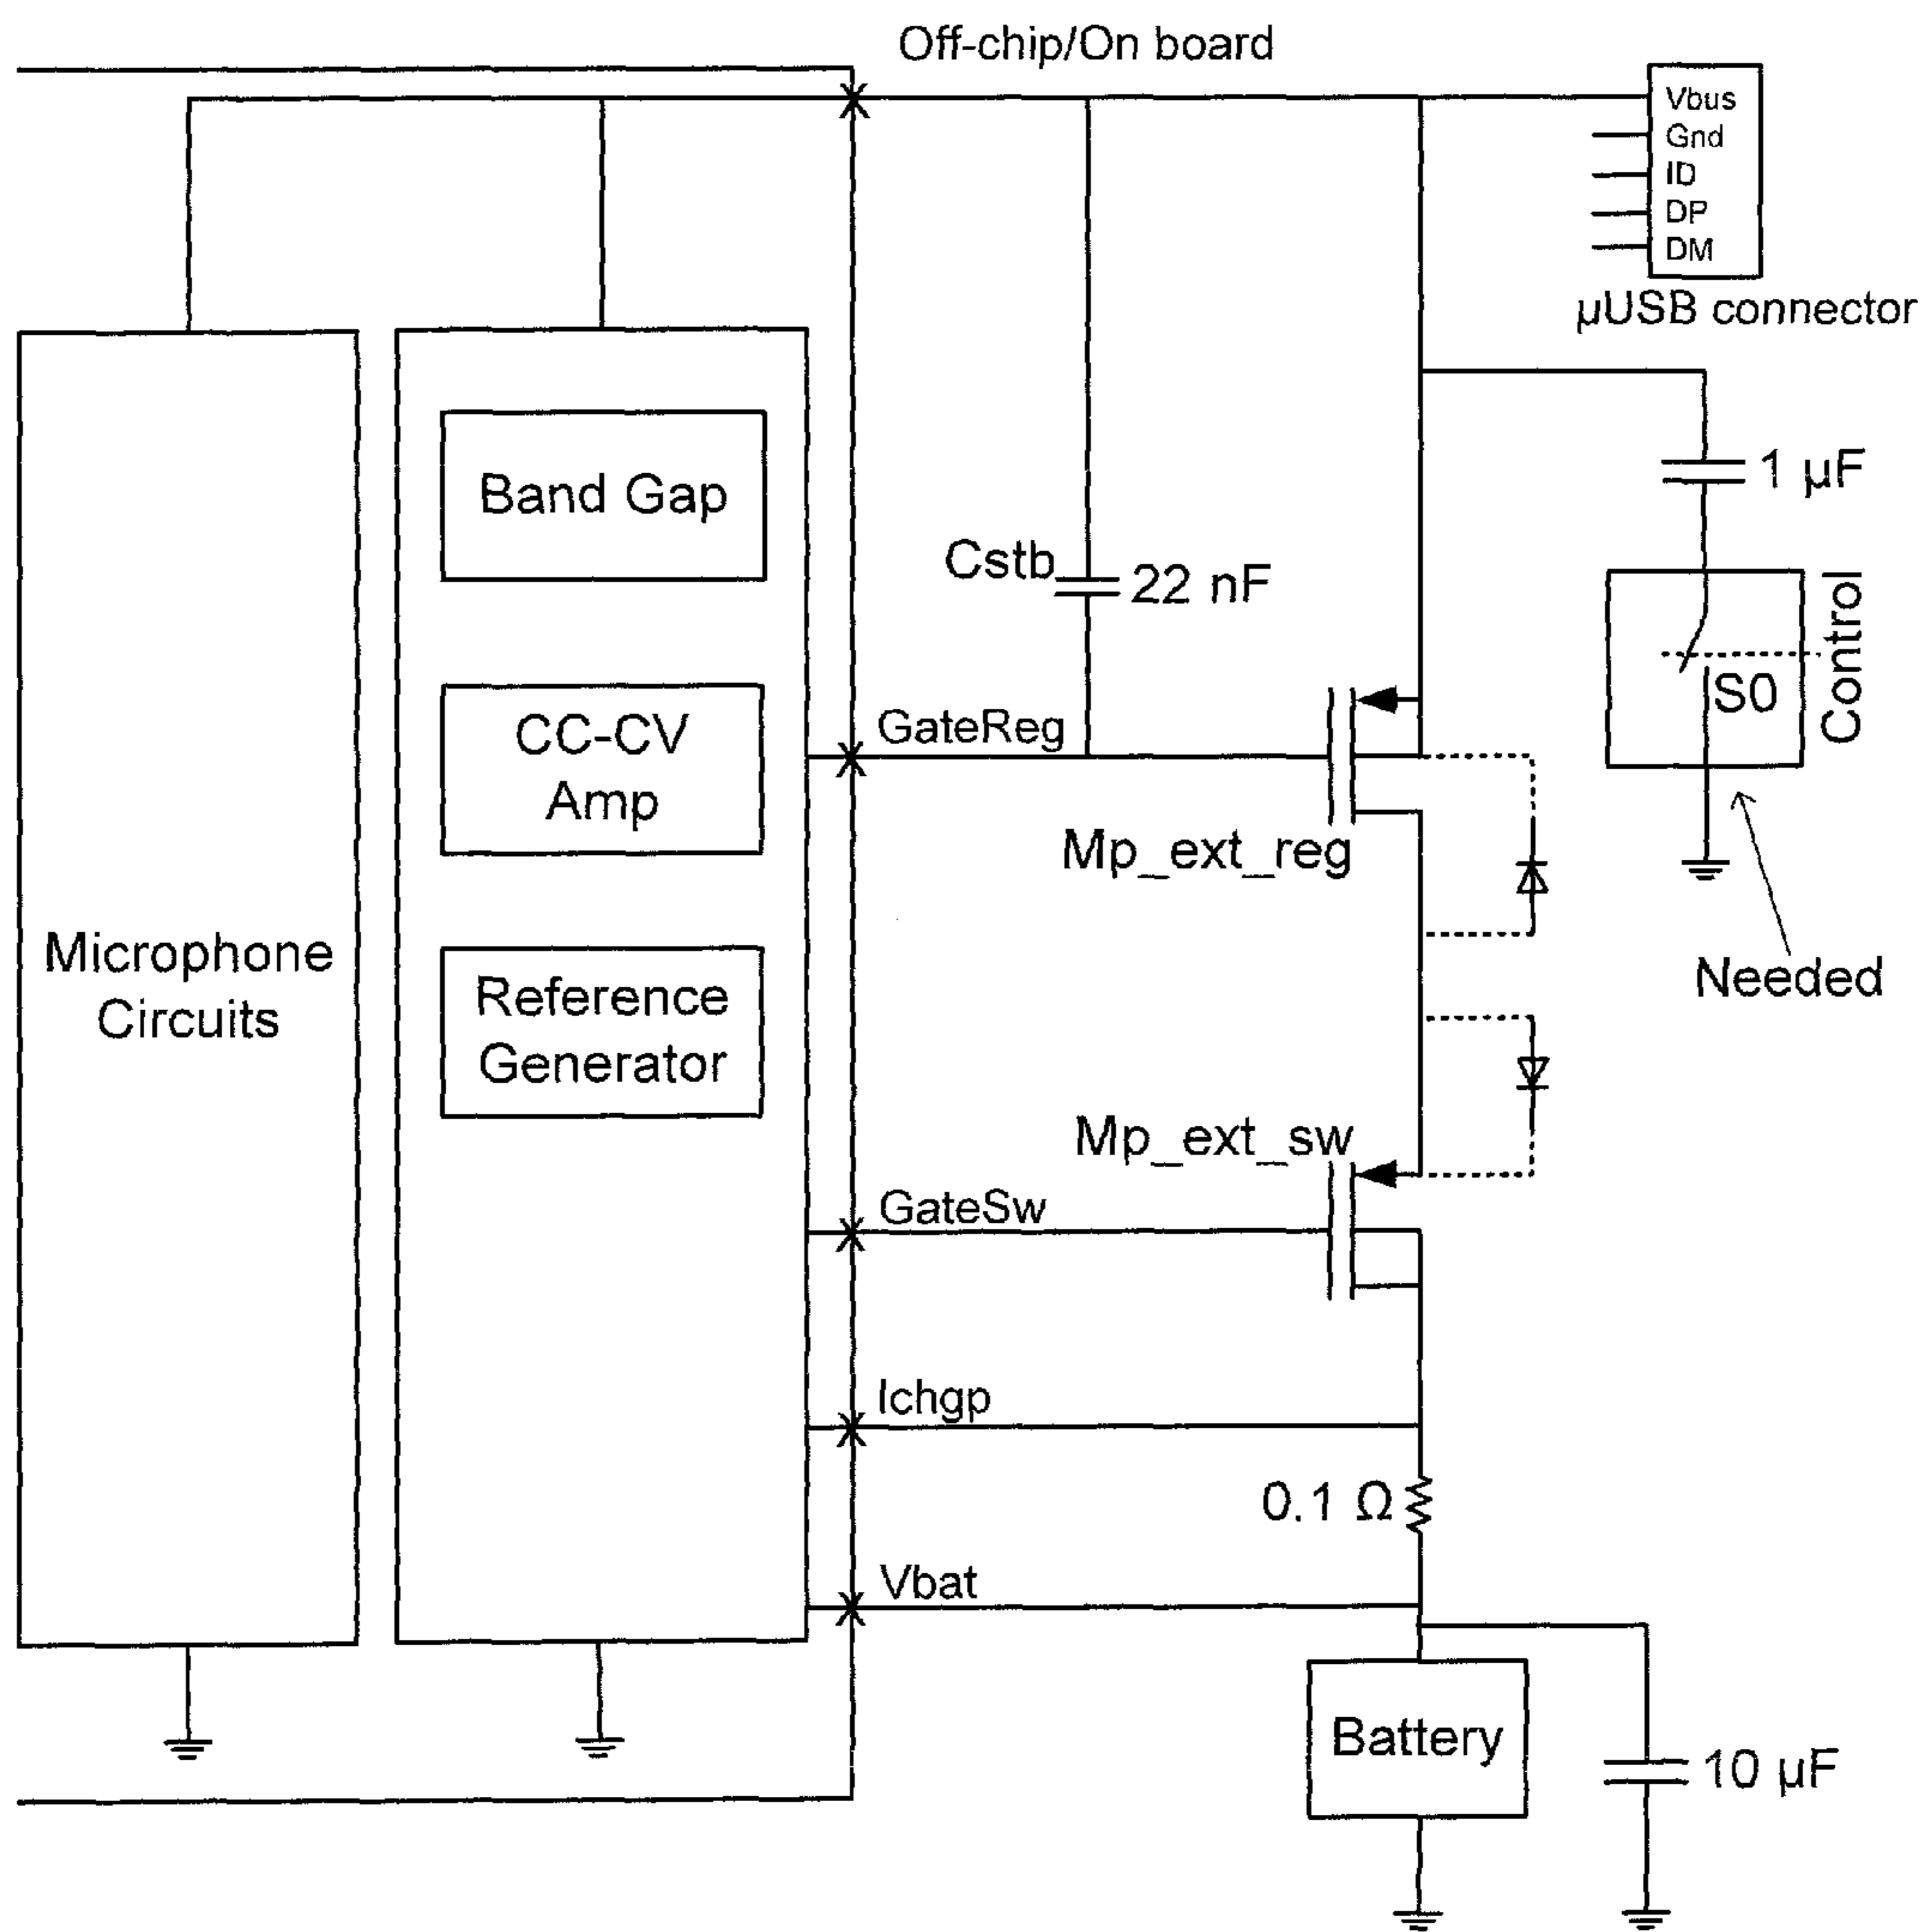 Off-chip/On board
Vbus
Gnd
ID
DP
DM
µUSB connector
Band Gap
1 µF
Cstb
22 nF
Control
S0
CC-CV
Amp
GateReg
Mp_ext_reg
Microphone
Circuits
Needed
Reference
Generator
Mp_ext_sw
GateSw
Ichgp
0.1 Ω
Vbat
Battery
10 µF